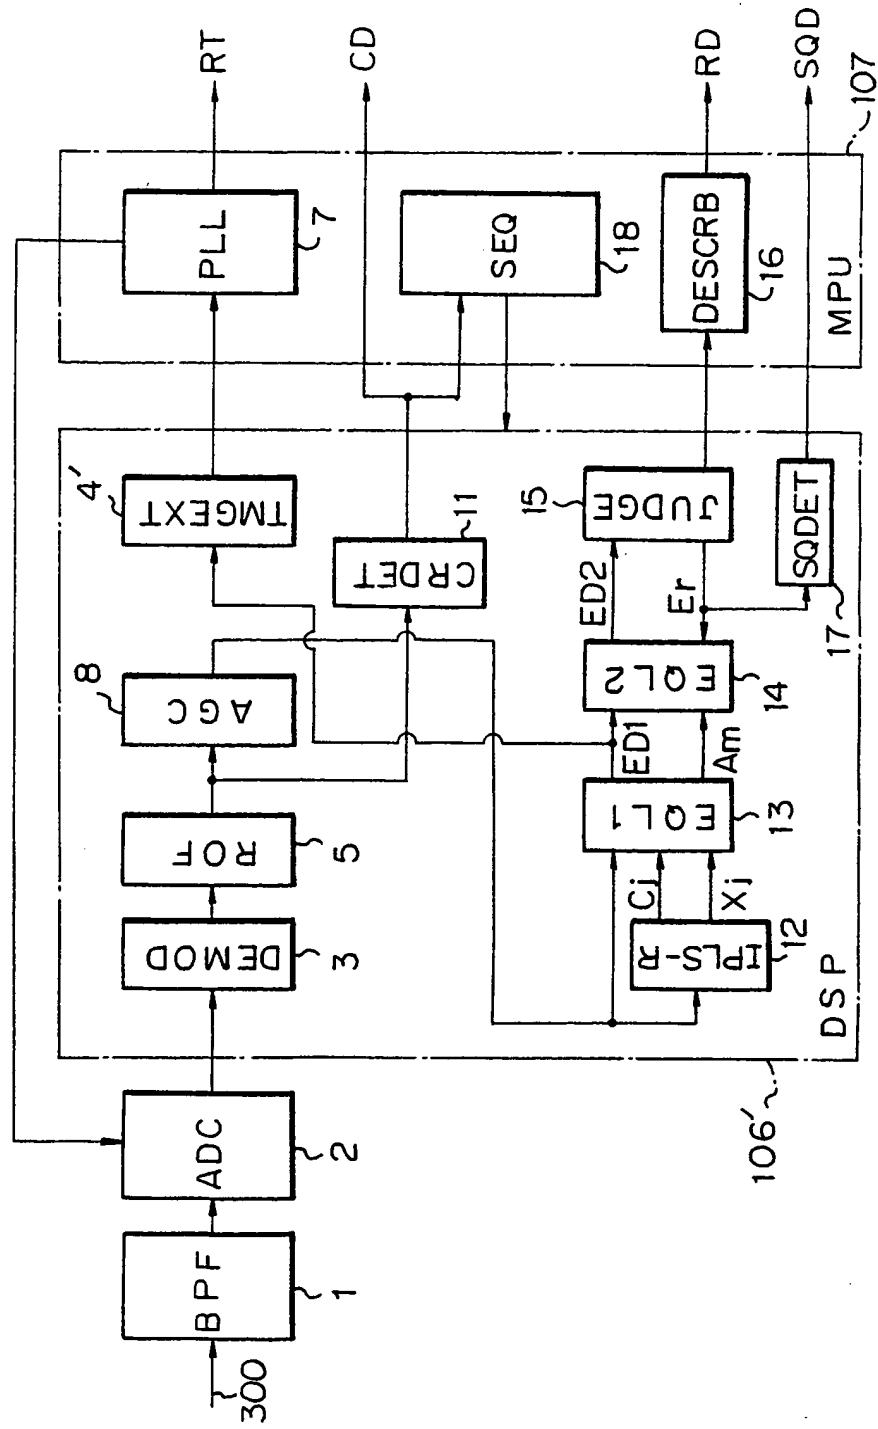 300
BPF
1
ADC
2
DEMOD
3
ROF
5
AGC
8
TMGEXT
4'
PLL
7
RT
CRDET
11
CD
SEQ
18
IPLS-R
12
Cj
Xj
EQL1
13
ED1
Am
EQL2
14
ED2
Er
JUDGE
15
DESCRB
16
RD
SQDET
17
SQD
DSP
106'
MPU
107